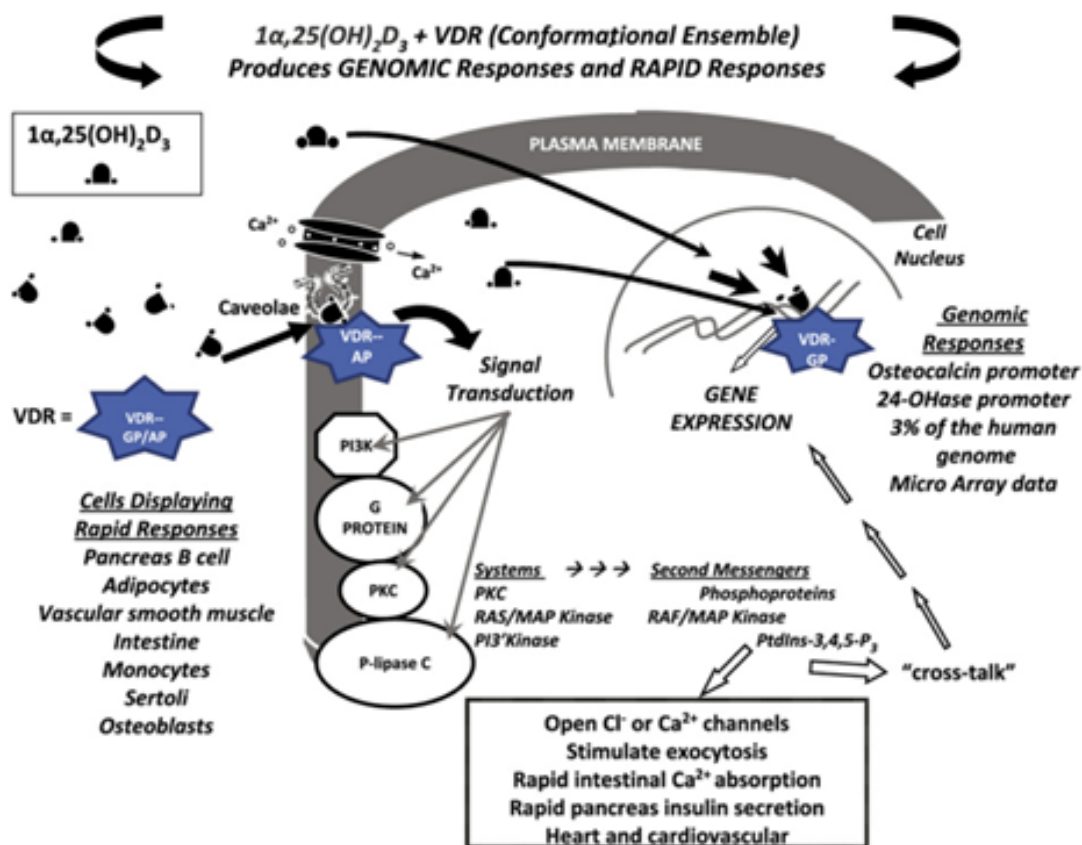 1α,25(OH)₂D₃ + VDR (Conformational Ensemble)
Produces GENOMIC Responses and RAPID Responses
1α,25(OH)₂D₃
PLASMA MEMBRANE
Ca²⁺
Ca²⁺
Cell
Nucleus
Caveolae
VDR--
AP
VDR-
GP
Signal
Transduction
GENE
EXPRESSION
Genomic
Responses
Osteocalcin promoter
24-OHase promoter
3% of the human
genome
Micro Array data
VDR =
VDR--
GP/AP
PI3K
G
PROTEIN
PKC
P-lipase C
Cells Displaying
Rapid Responses
Pancreas B cell
Adipocytes
Vascular smooth muscle
Intestine
Monocytes
Sertoli
Osteoblasts
Systems → → → Second Messengers
PKC Phosphoproteins
RAS/MAP Kinase RAF/MAP Kinase
PI3'Kinase PtdIns-3,4,5-P₃
"cross-talk"
Open Cl⁻ or Ca²⁺ channels
Stimulate exocytosis
Rapid intestinal Ca²⁺ absorption
Rapid pancreas insulin secretion
Heart and cardiovascular